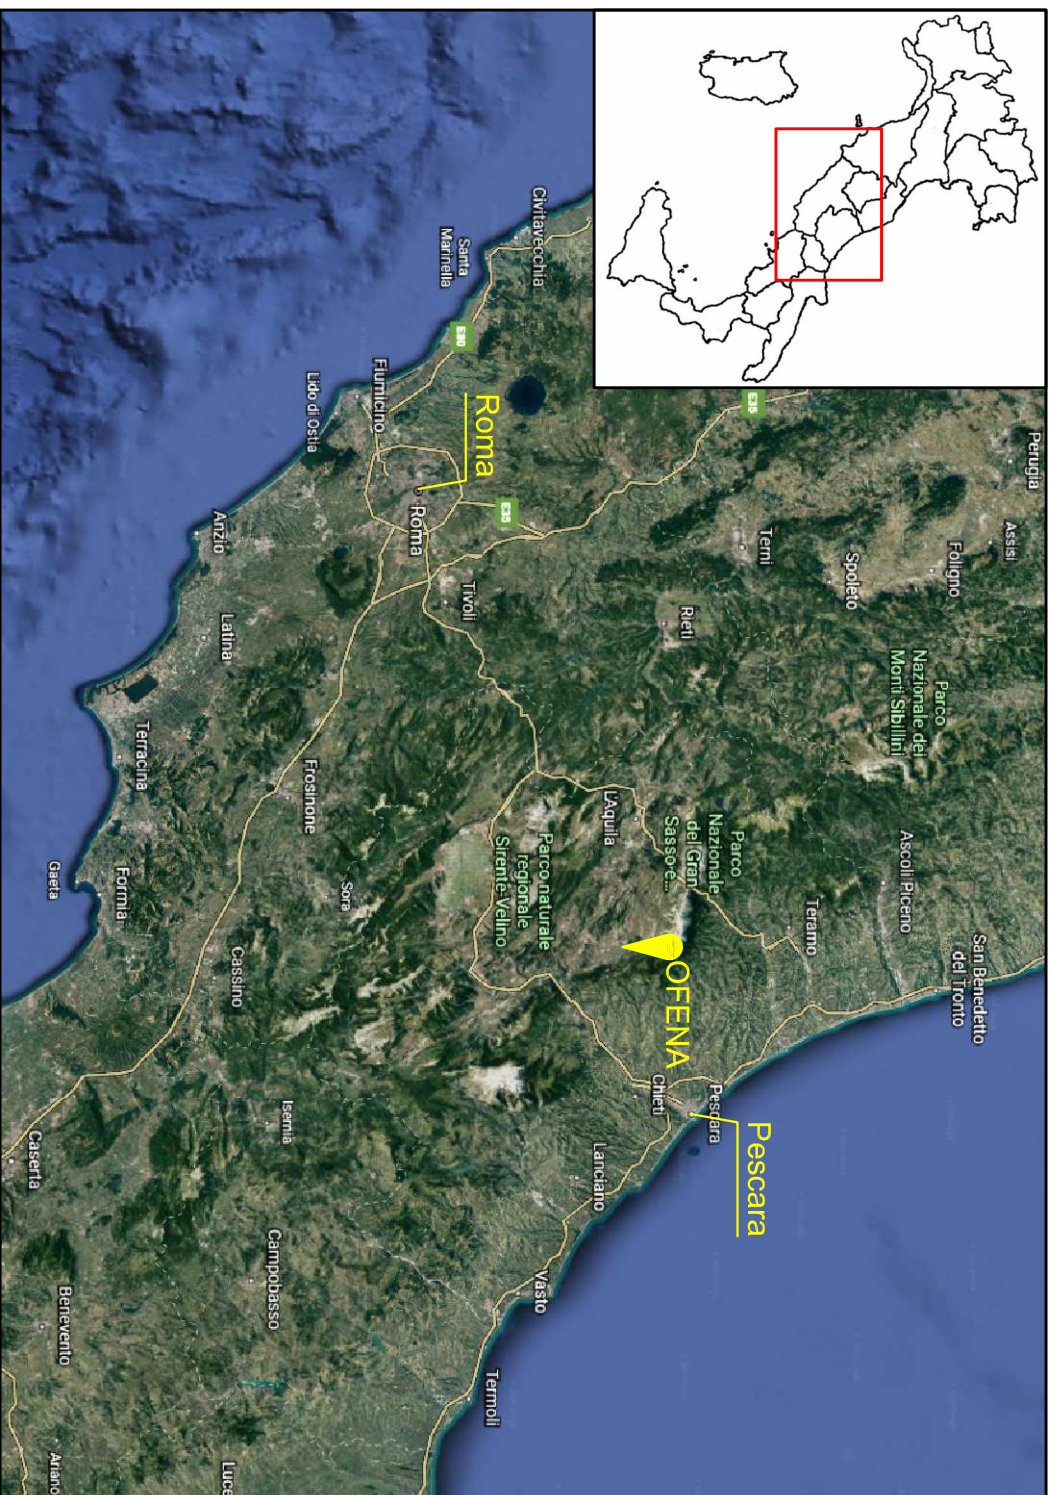 Perugia
Assisi
San Benedetto
del Tronto
Foligno
Parco
Nazionale dei
Monti Sibillini
Ascoli Piceno
Spoleto
Teramo
Terni
Pescara
E35
Parco
Nazionale
del Gran
Sasso e...
Pescara
Rieti
OFENA
Chieti
L'Aquila
Lanciano
Parco naturale
regionale
Sirente-Velino
Vasto
Civitavecchia
E35
Termoli
Roma
Tivoli
Santa
Marinella
E80
Roma
Fiumicino
Sora
Lido di Ostia
Frosinone
Isernia
Campobasso
Cassino
Luce
Latina
Anzio
Terracina
Formia
Benevento
Gaeta
Ariano
Caserta